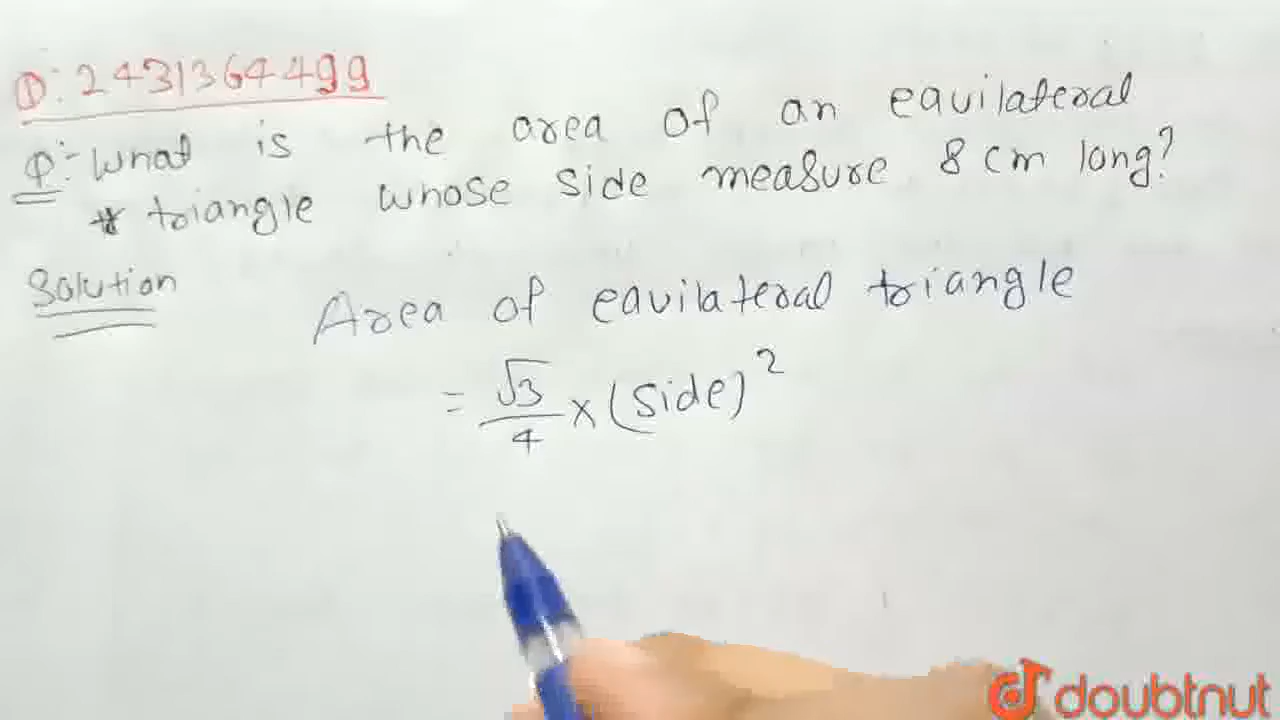 ①:2431364499
Q:- What is the area of an equilateral
triangle whose side measure 8 cm long?
Solution
Area of equilateral triangle
= √3/4 × (side)²
doubtnut